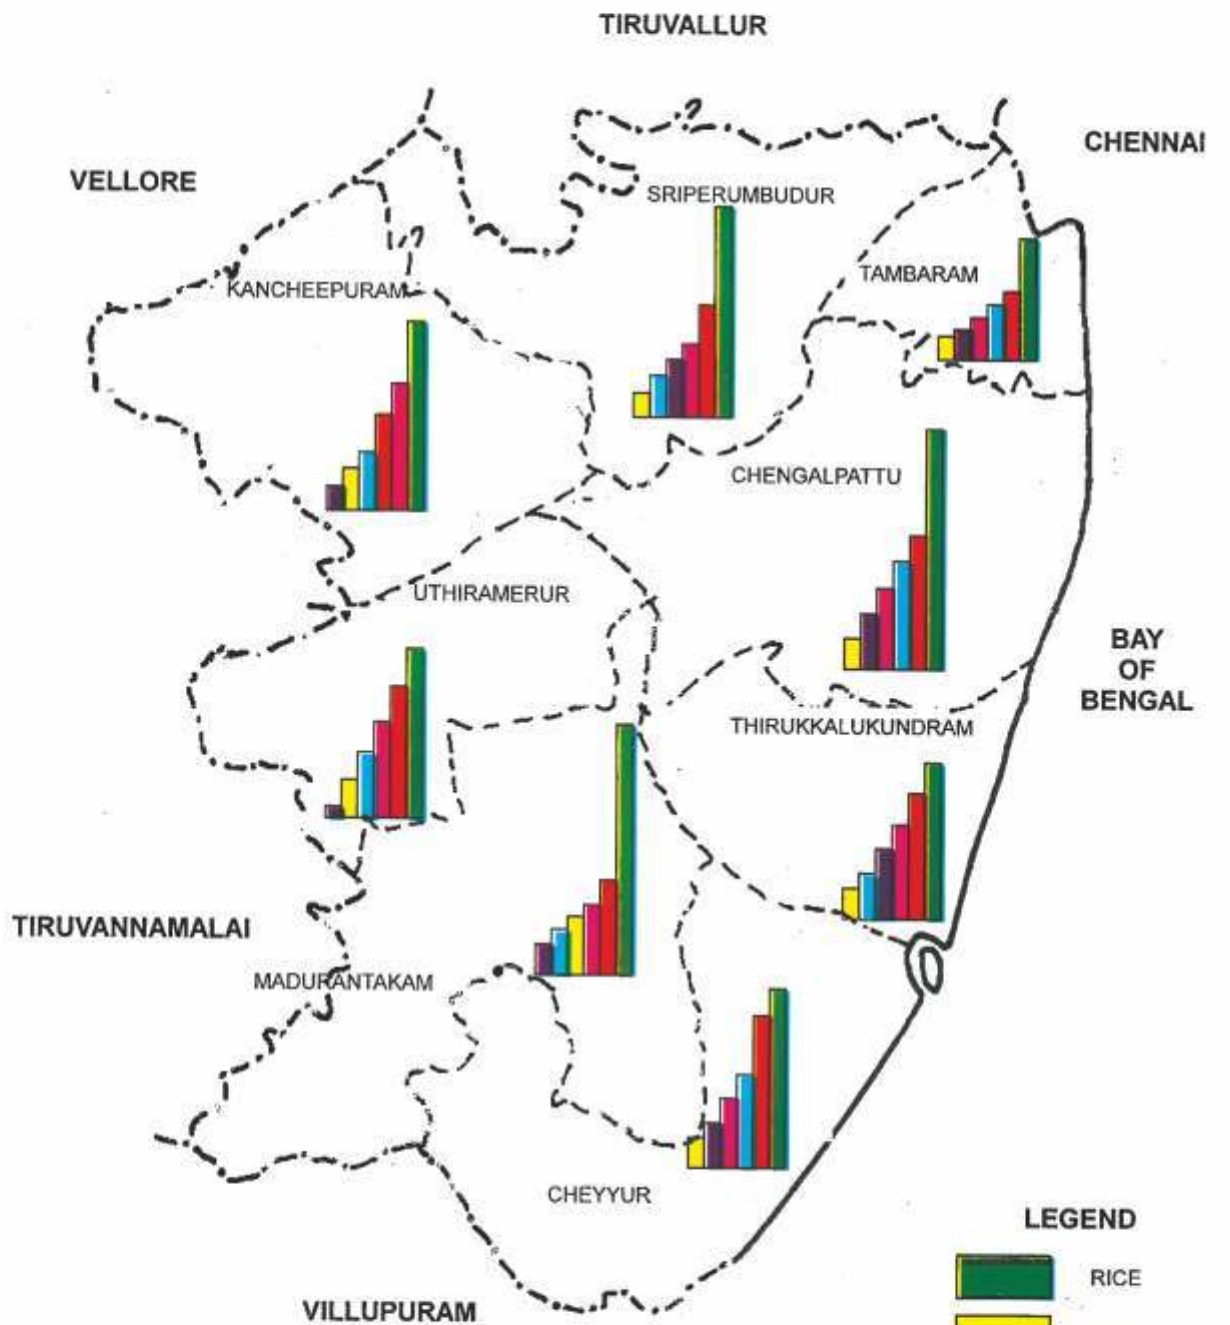 TIRUVALLUR
CHENNAI
VELLORE
SRIPERUMBUDUR
TAMBARAM
KANCHEEPURAM
CHENGALPATTU
UTHIRAMERUR
BAY
OF
BENGAL
THIRUKKALUKUNDRAM
TIRUVANNAMALAI
MADURANTAKAM
CHEYYUR
LEGEND
RICE
VILLUPURAM